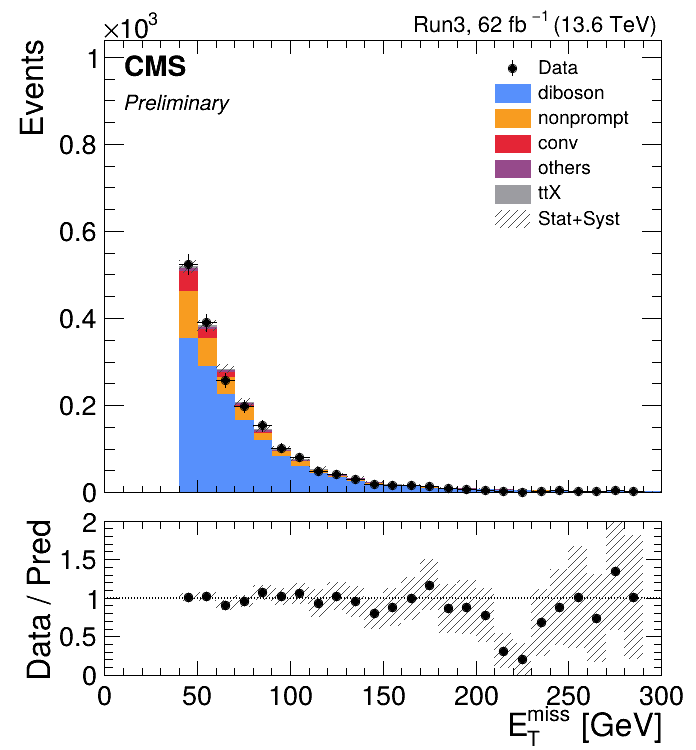 ×10³
Run3, 62 fb⁻¹ (13.6 TeV)
CMS
Preliminary
Data
diboson
nonprompt
conv
others
ttX
Stat+Syst
Events
1
0.8
0.6
0.4
0.2
0
Data / Pred
2
1.5
1
0.5
0
0 50 100 150 200 250 300
E_T^miss [GeV]